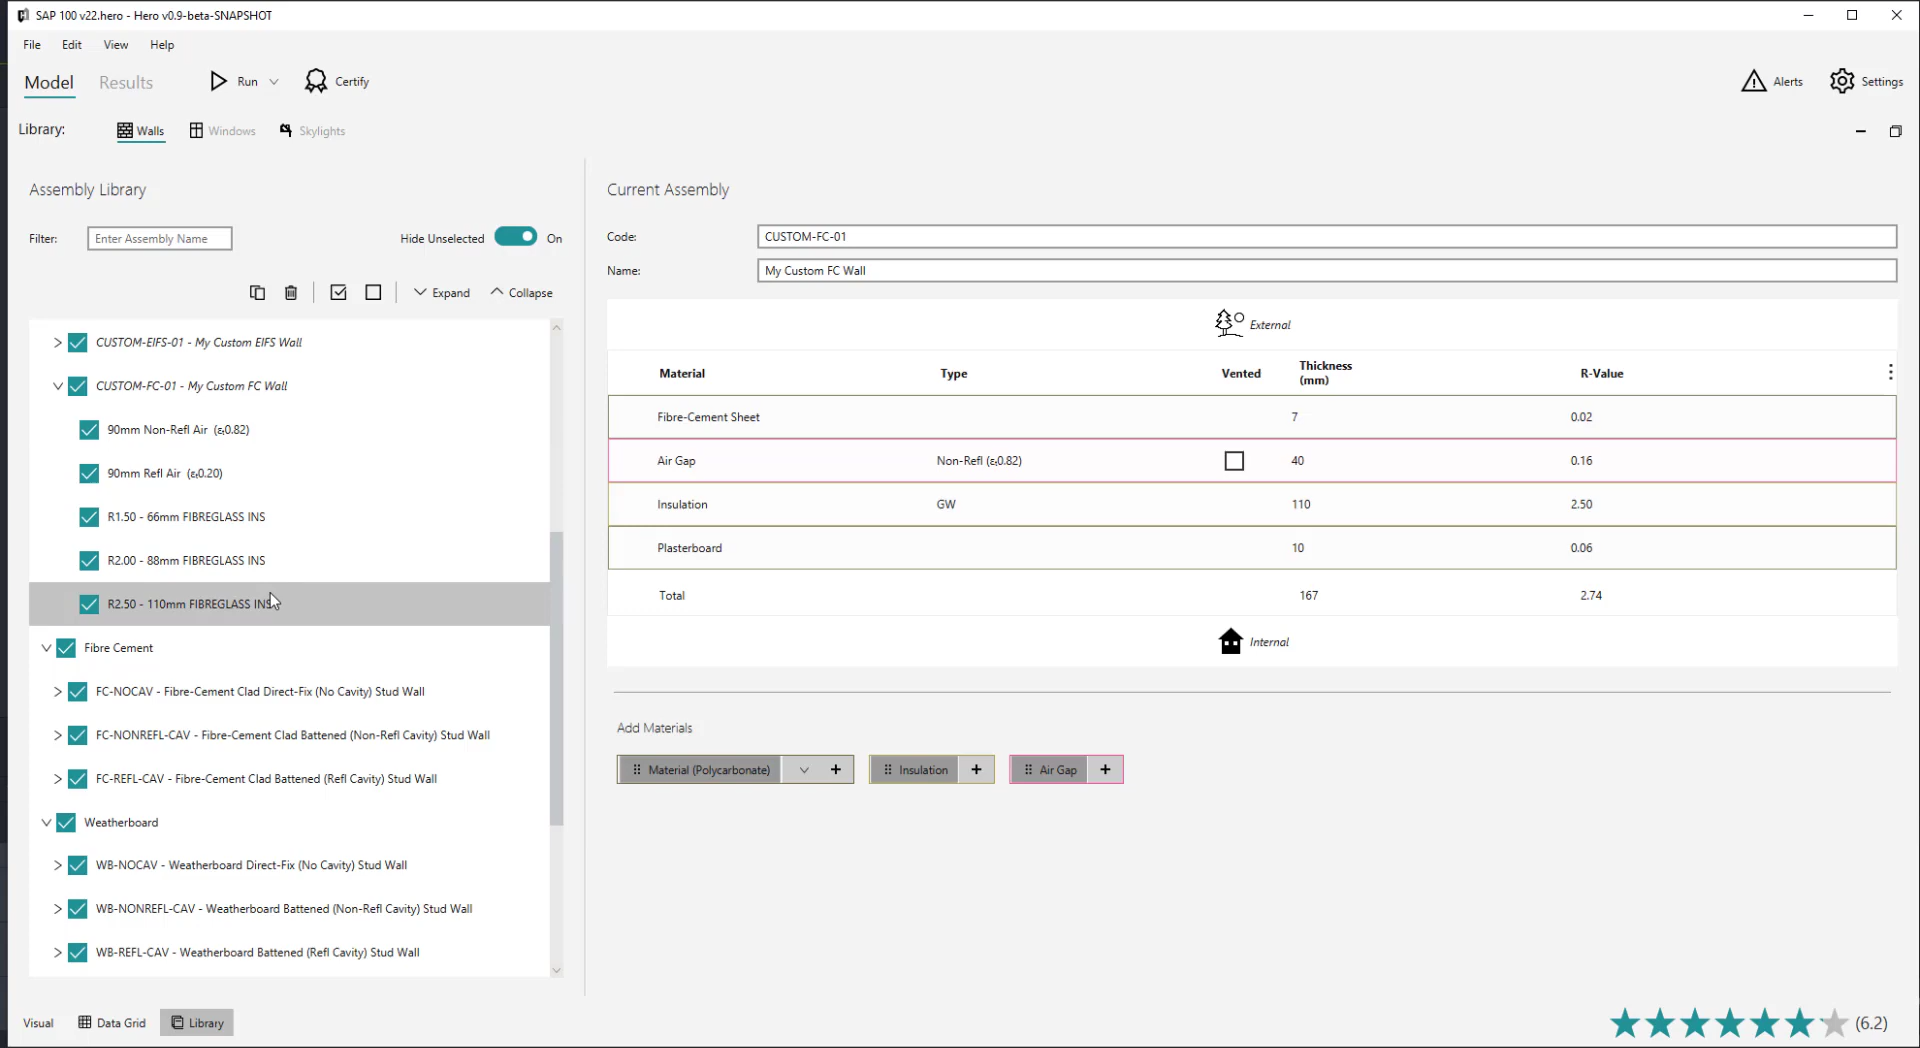 SAP 100 v22.hero - Hero v0.9-beta-SNAPSHOT
File Edit View Help
Model Results Run Certify Alerts Settings
Library: Walls Windows Skylights
Assembly Library
Filter: Enter Assembly Name Hide Unselected On
Expand Collapse
CUSTOM-EIFS-01 - My Custom EIFS Wall
CUSTOM-FC-01 - My Custom FC Wall
90mm Non-Refl Air (εₜ0.82)
90mm Refl Air (εₜ0.20)
R1.50 - 66mm FIBREGLASS INS
R2.00 - 88mm FIBREGLASS INS
R2.50 - 110mm FIBREGLASS INS
Fibre Cement
FC-NOCAV - Fibre-Cement Clad Direct-Fix (No Cavity) Stud Wall
FC-NONREFL-CAV - Fibre-Cement Clad Battened (Non-Refl Cavity) Stud Wall
FC-REFL-CAV - Fibre-Cement Clad Battened (Refl Cavity) Stud Wall
Weatherboard
WB-NOCAV - Weatherboard Direct-Fix (No Cavity) Stud Wall
WB-NONREFL-CAV - Weatherboard Battened (Non-Refl Cavity) Stud Wall
WB-REFL-CAV - Weatherboard Battened (Refl Cavity) Stud Wall
Current Assembly
Code: CUSTOM-FC-01
Name: My Custom FC Wall
External
Material Type Vented Thickness (mm) R-Value
Fibre-Cement Sheet 7 0.02
Air Gap Non-Refl (εₜ0.82) 40 0.16
Insulation GW 110 2.50
Plasterboard 10 0.06
Total 167 2.74
Internal
Add Materials
Material (Polycarbonate) + Insulation + Air Gap +
Visual Data Grid Library (6.2)